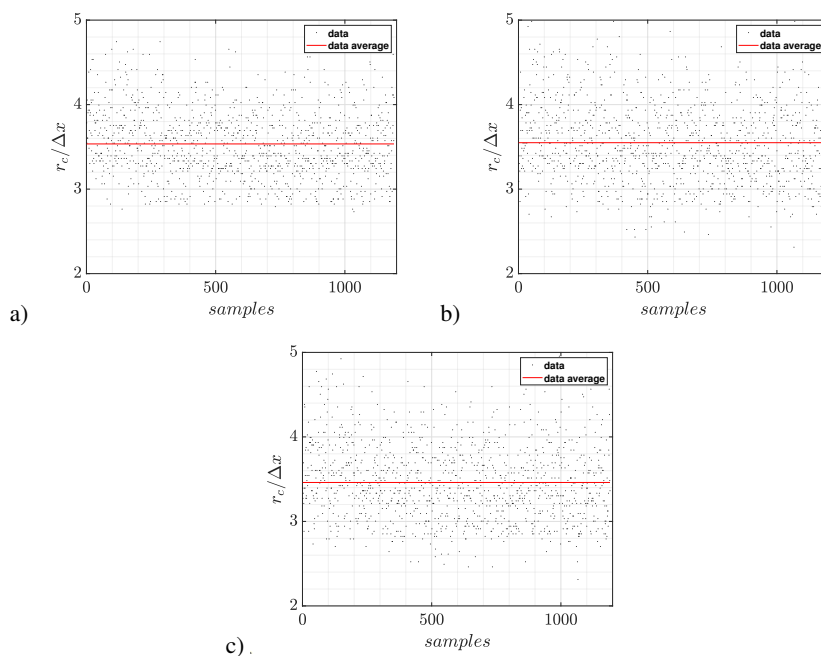 5
4
3
2
r_c/Δx
0 500 1000
samples
data
data average
a)
5
4
3
2
r_c/Δx
0 500 1000
samples
data
data average
b)
5
4
3
2
r_c/Δx
0 500 1000
samples
data
data average
c)